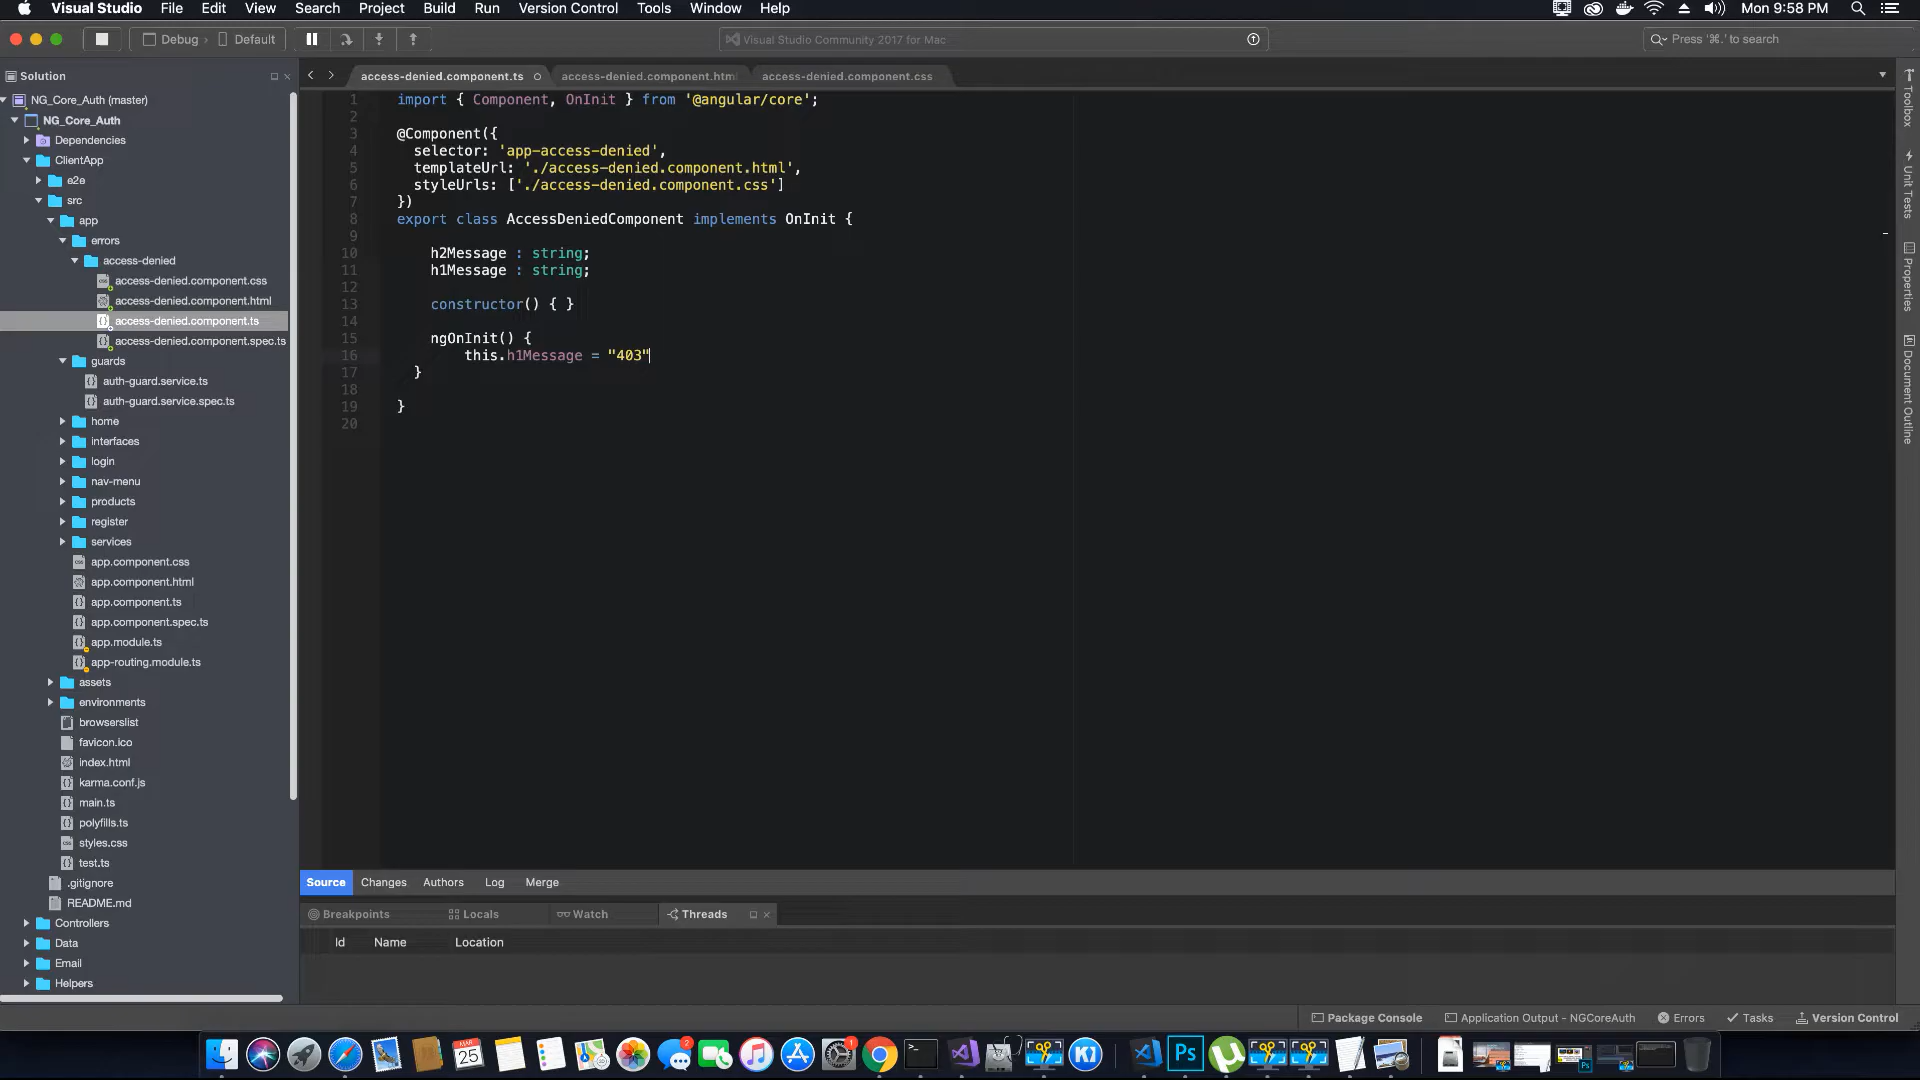 Visual Studio File Edit View Search Project Build Run Version Control Tools Window Help Mon 9:58 PM
Debug Default Visual Studio Community 2017 for Mac Press '⌘.' to search
Solution
NG_Core_Auth (master)
NG_Core_Auth
Dependencies
ClientApp
e2e
src
app
errors
access-denied
access-denied.component.css
access-denied.component.html
access-denied.component.ts
access-denied.component.spec.ts
guards
auth-guard.service.ts
auth-guard.service.spec.ts
home
interfaces
login
nav-menu
products
register
services
app.component.css
app.component.html
app.component.ts
app.component.spec.ts
app.module.ts
app-routing.module.ts
assets
environments
browserslist
favicon.ico
index.html
karma.conf.js
main.ts
polyfills.ts
styles.css
test.ts
.gitignore
README.md
Controllers
Data
Email
Helpers
access-denied.component.ts access-denied.component.html access-denied.component.css
1 import { Component, OnInit } from '@angular/core';
2
3 @Component({
4 selector: 'app-access-denied',
5 templateUrl: './access-denied.component.html',
6 styleUrls: ['./access-denied.component.css']
7 })
8 export class AccessDeniedComponent implements OnInit {
9
10 h2Message : string;
11 h1Message : string;
12
13 constructor() { }
14
15 ngOnInit() {
16 this.h1Message = "403"
17 }
18
19 }
20
Toolbox
Unit Tests
Properties
Document Outline
Source Changes Authors Log Merge
Breakpoints Locals Watch Threads
Id Name Location
Package Console Application Output - NGCoreAuth Errors Tasks Version Control
MAR
25
2
1
Ps